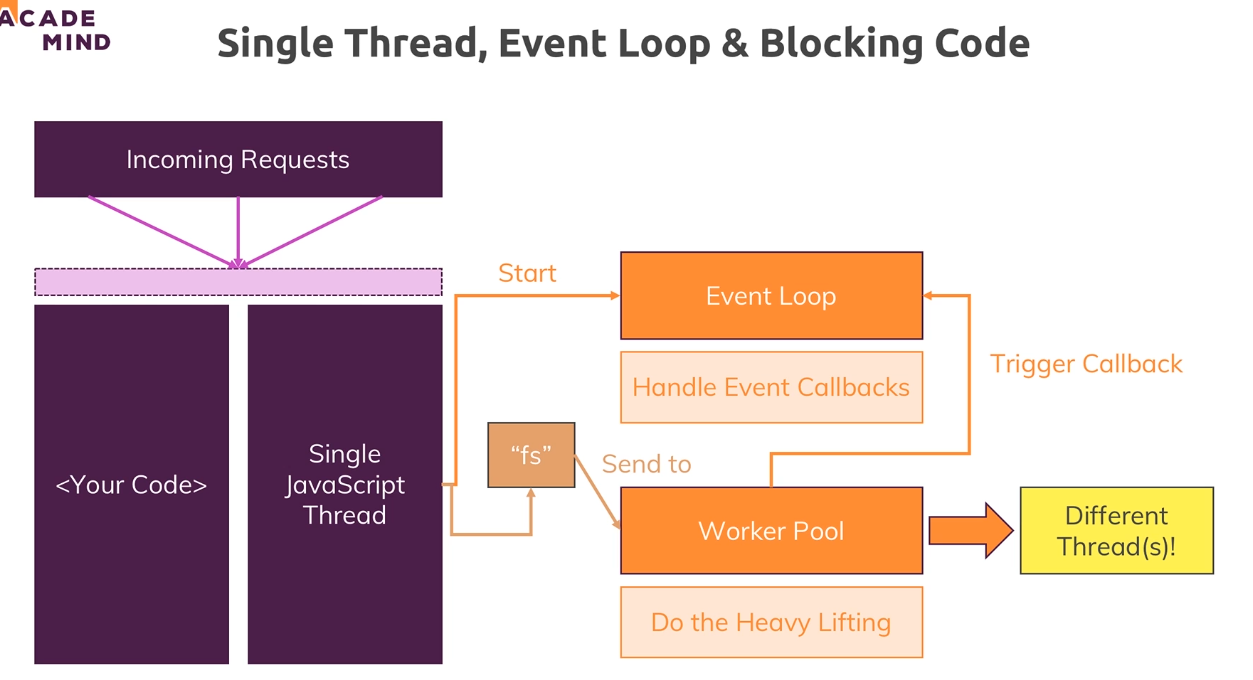 ACADE
MIND
Single Thread, Event Loop & Blocking Code
Incoming Requests
Start
Event Loop
Trigger Callback
Handle Event Callbacks
“fs”
Send to
<Your Code>
Single
JavaScript
Thread
Worker Pool
Different
Thread(s)!
Do the Heavy Lifting